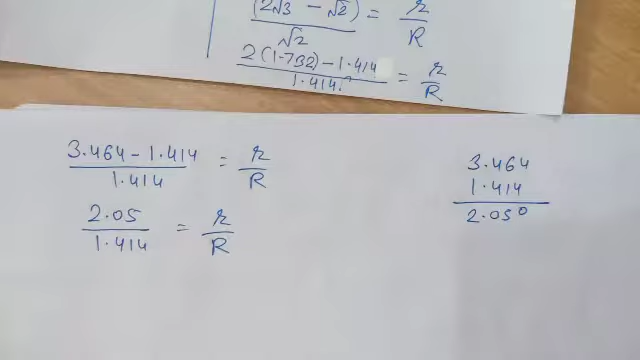 (2√3 - √2) / √2 = r / R
2(1.732) - 1.414 / 1.414 = r / R
3.464 - 1.414 / 1.414 = r / R
2.05 / 1.414 = r / R
3.464
1.414
2.050